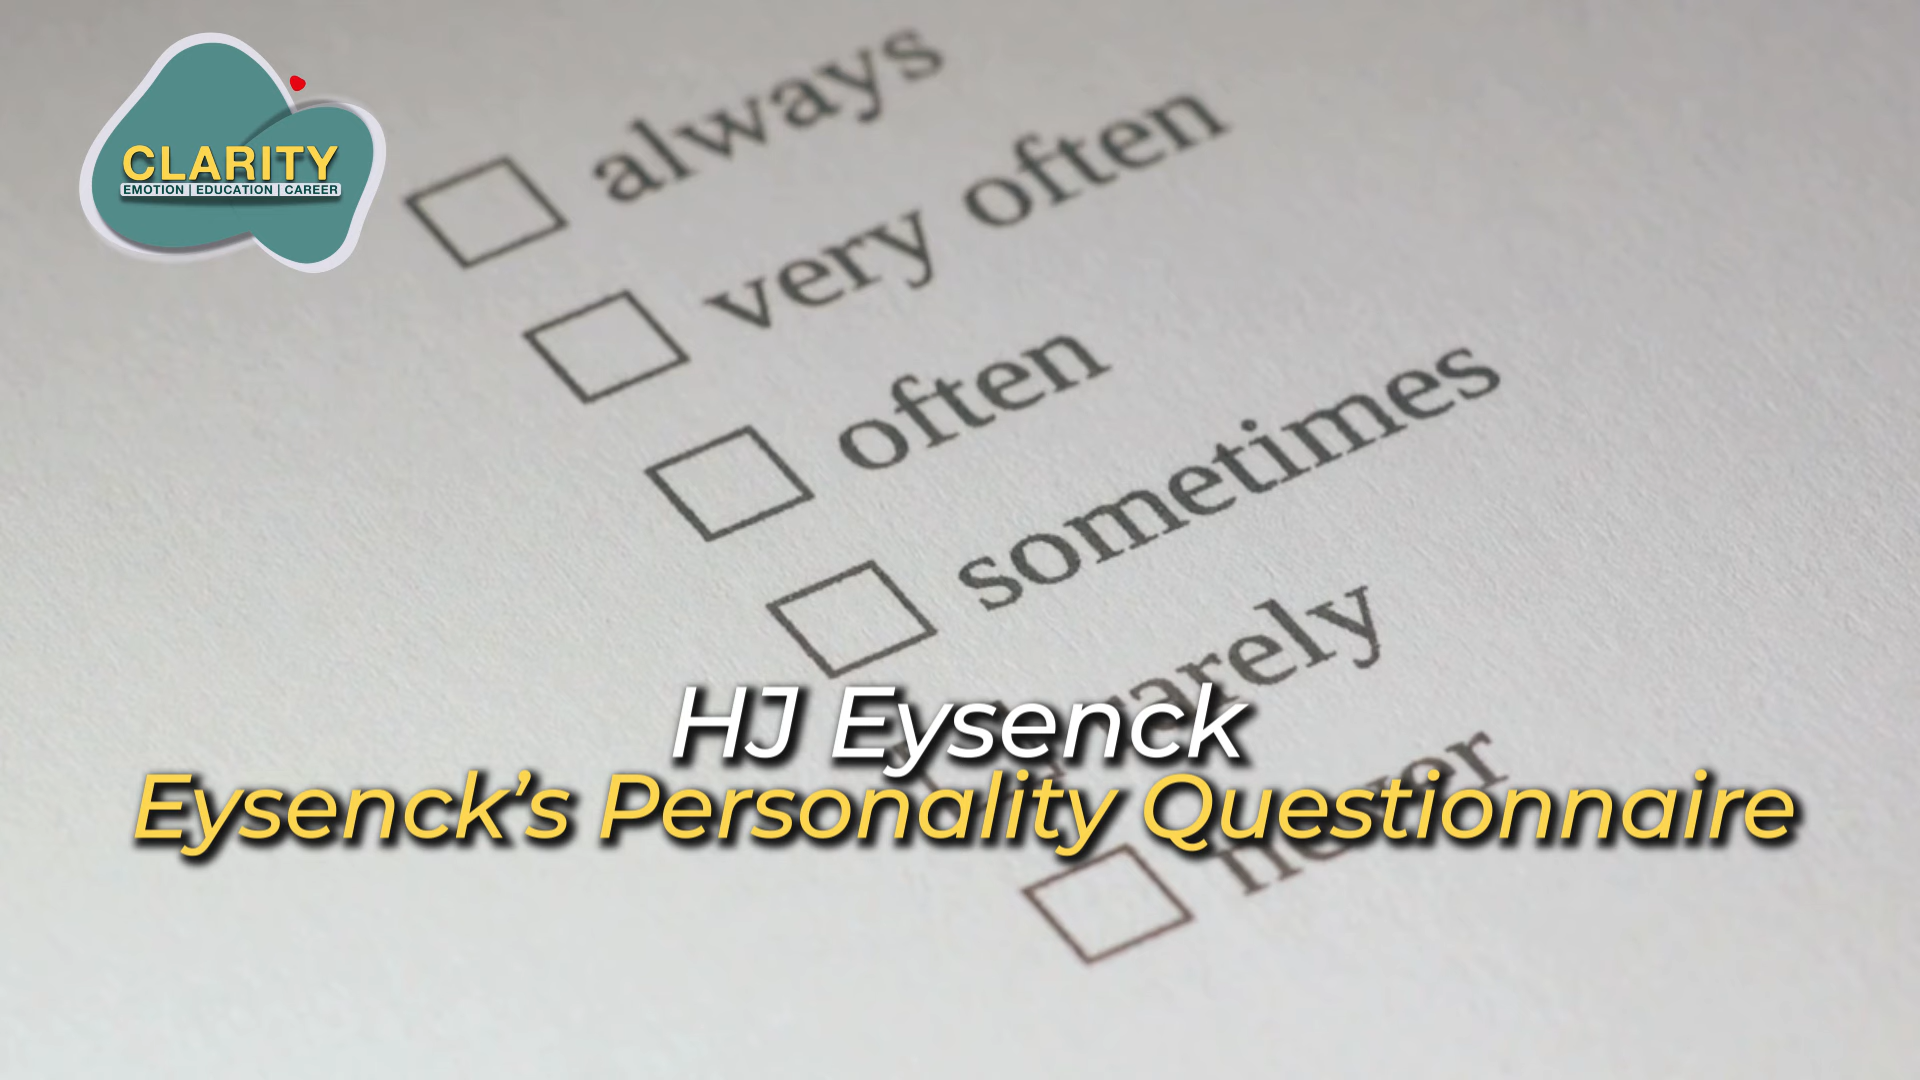 CLARITY
EMOTION | EDUCATION | CAREER
always
very often
often
sometimes
rarely
never
HJ Eysenck
Eysenck’s Personality Questionnaire